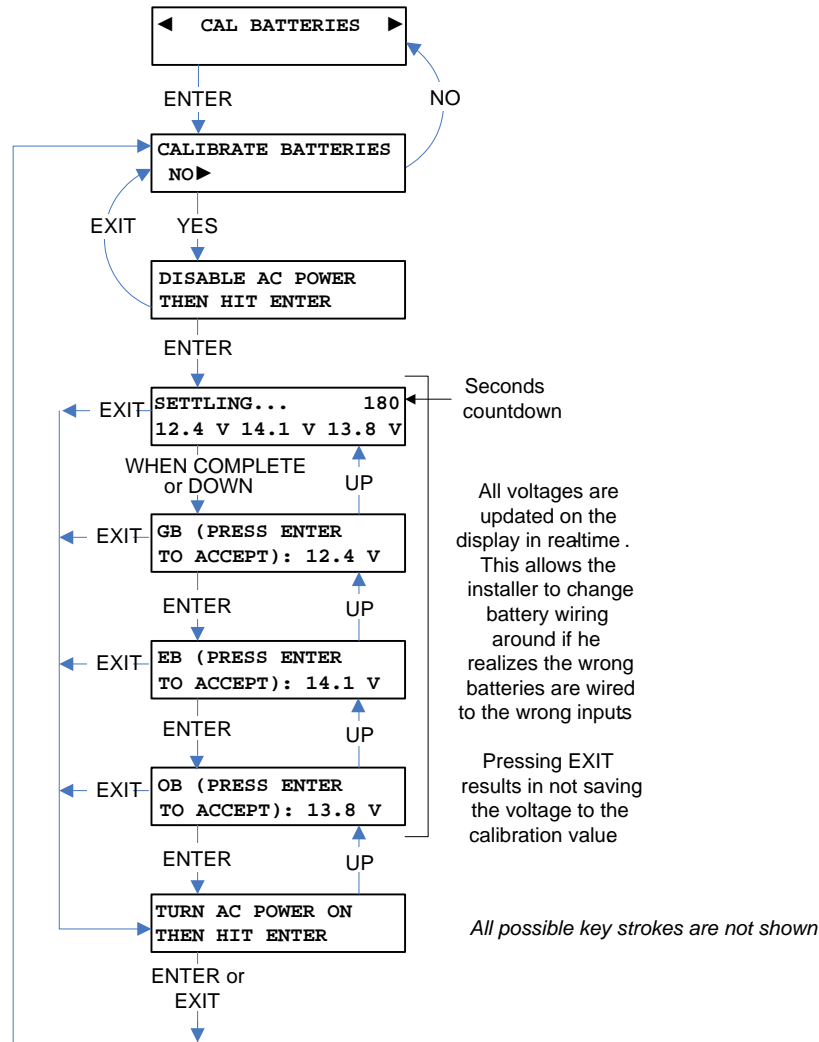 ◄ CAL BATTERIES ►
ENTER
NO
CALIBRATE BATTERIES
NO►
EXIT
YES
DISABLE AC POWER
THEN HIT ENTER
ENTER
EXIT
SETTLING... 180
12.4 V 14.1 V 13.8 V
Seconds
countdown
WHEN COMPLETE
or DOWN
UP
EXIT
GB (PRESS ENTER
TO ACCEPT): 12.4 V
ENTER
UP
EXIT
EB (PRESS ENTER
TO ACCEPT): 14.1 V
ENTER
UP
EXIT
OB (PRESS ENTER
TO ACCEPT): 13.8 V
ENTER
UP
All voltages are
updated on the
display in realtime .
This allows the
installer to change
battery wiring
around if he
realizes the wrong
batteries are wired
to the wrong inputs
Pressing EXIT
results in not saving
the voltage to the
calibration value
TURN AC POWER ON
THEN HIT ENTER
All possible key strokes are not shown
ENTER or
EXIT